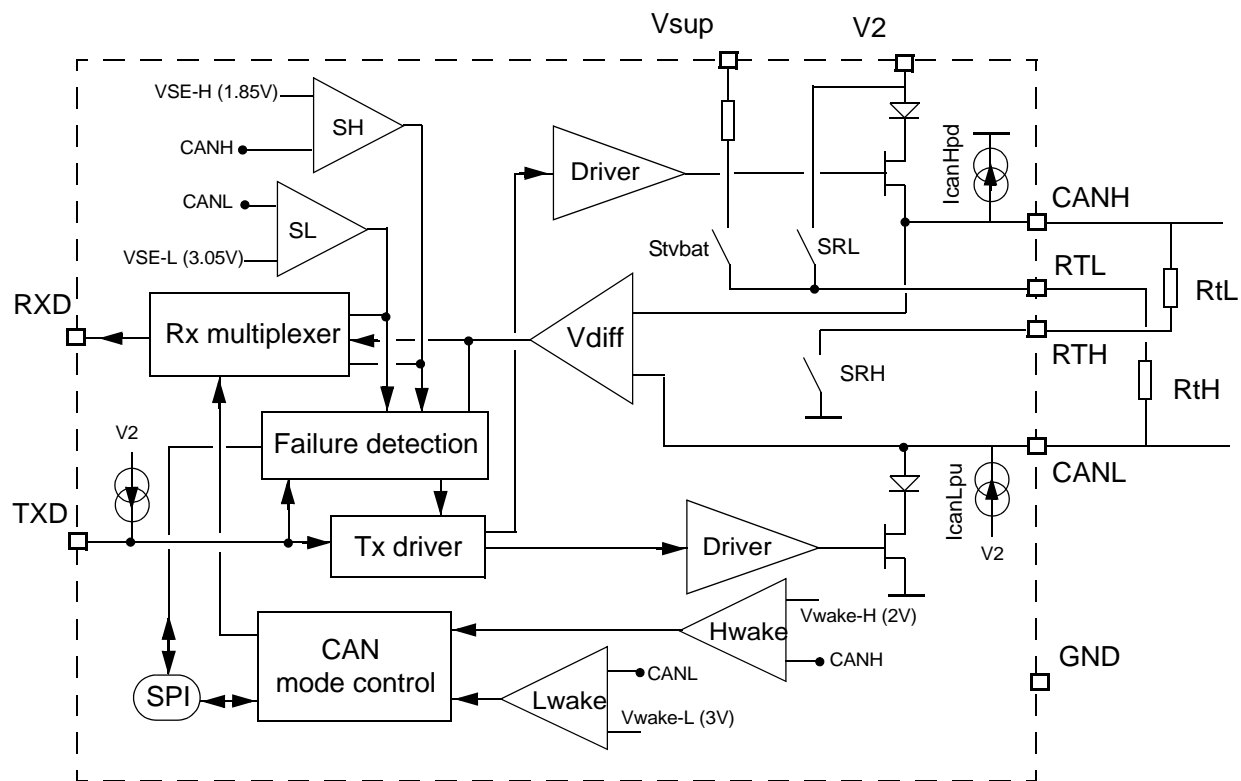 Vsup
V2
VSE-H (1.85V)
SH
CANH
CANL
SL
VSE-L (3.05V)
Driver
IcanHpd
CANH
Stvbat
SRL
RTL
RtL
RXD
Rx multiplexer
Vdiff
RTH
SRH
RtH
V2
Failure detection
CANL
IcanLpu
TXD
Tx driver
Driver
V2
CAN
mode control
Hwake
Vwake-H (2V)
CANH
GND
SPI
Lwake
CANL
Vwake-L (3V)